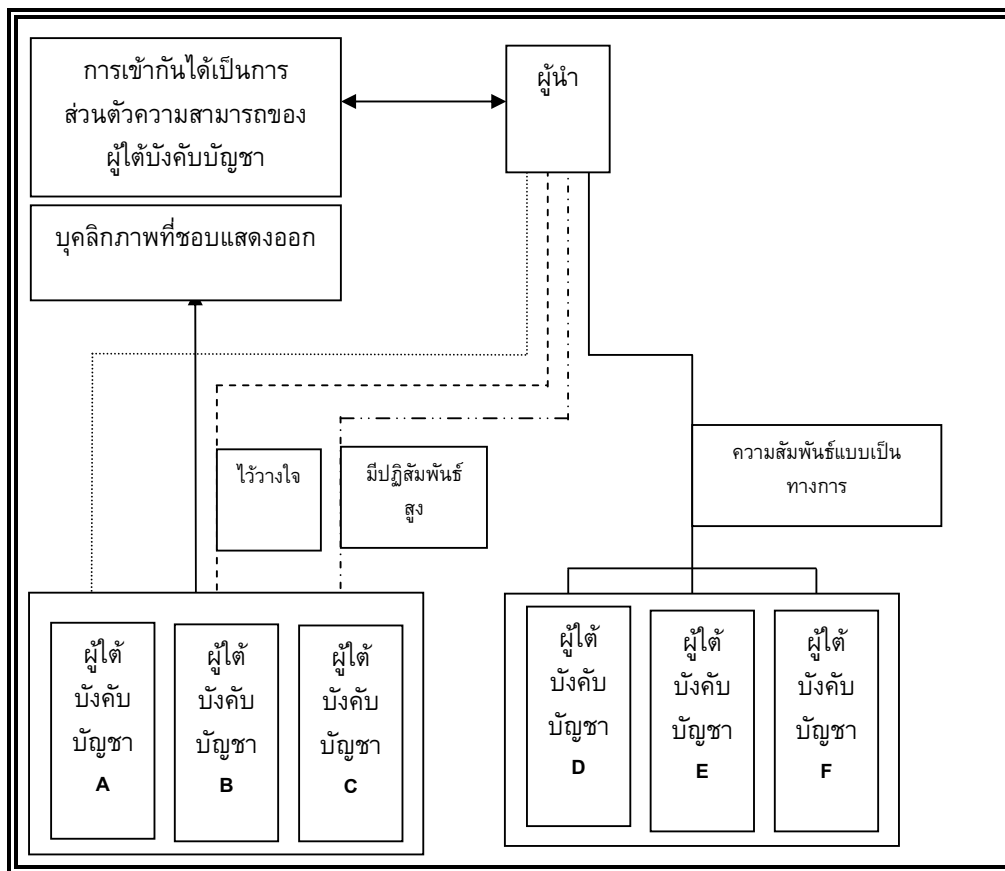 การเข้ากันได้เป็นการ
ส่วนตัวความสามารถของ
ผู้ใต้บังคับบัญชา
ผู้นำ
บุคลิกภาพที่ชอบแสดงออก
ไว้วางใจ
มีปฏิสัมพันธ์
สูง
ความสัมพันธ์แบบเป็น
ทางการ
ผู้ใต้
บังคับ
บัญชา
A
ผู้ใต้
บังคับ
บัญชา
B
ผู้ใต้
บังคับ
บัญชา
C
ผู้ใต้
บังคับ
บัญชา
D
ผู้ใต้
บังคับ
บัญชา
E
ผู้ใต้
บังคับ
บัญชา
F